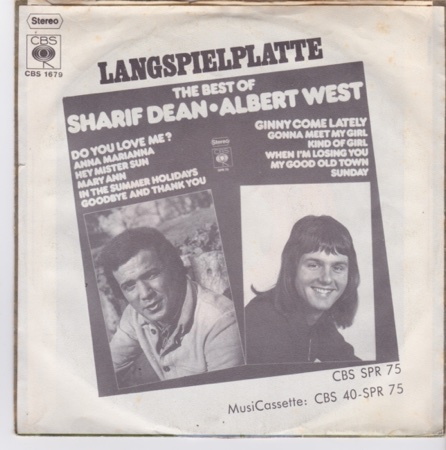 Stereo
CBS
CBS 1679
LANGSPIELPLATTE
THE BEST OF
SHARIF DEAN • ALBERT WEST
DO YOU LOVE ME?
ANNA MARIANNA
HEY MISTER SUN
MARY ANN
IN THE SUMMER HOLIDAYS
GOODBYE AND THANK YOU
GINNY COME LATELY
GONNA MEET MY GIRL
KIND OF GIRL
WHEN I'M LOSING YOU
MY GOOD OLD TOWN
SUNDAY
CBS SPR 75
MusiCassette: CBS 40-SPR 75